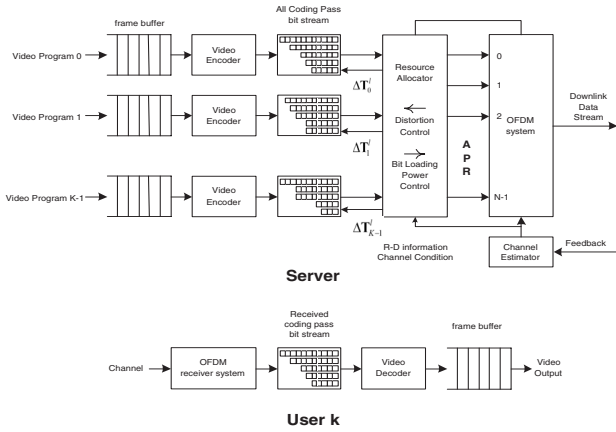 All Coding Pass
bit stream
frame buffer
Video Program 0
Video
Encoder
ΔT₀ˡ
Video Program 1
Video
Encoder
ΔT₁ˡ
Video Program K-1
Video
Encoder
ΔTₖ₋₁ˡ
Resource
Allocator
Distortion
Control
Bit Loading
Power
Control
A
P
R
0
1
2
N-1
OFDM
system
Downlink
Data
Stream
R-D information
Channel Condition
Channel
Estimator
Feedback
Server
Received
coding pass
bit stream
frame buffer
Channel
OFDM
receiver system
Video
Decoder
Video
Output
User k